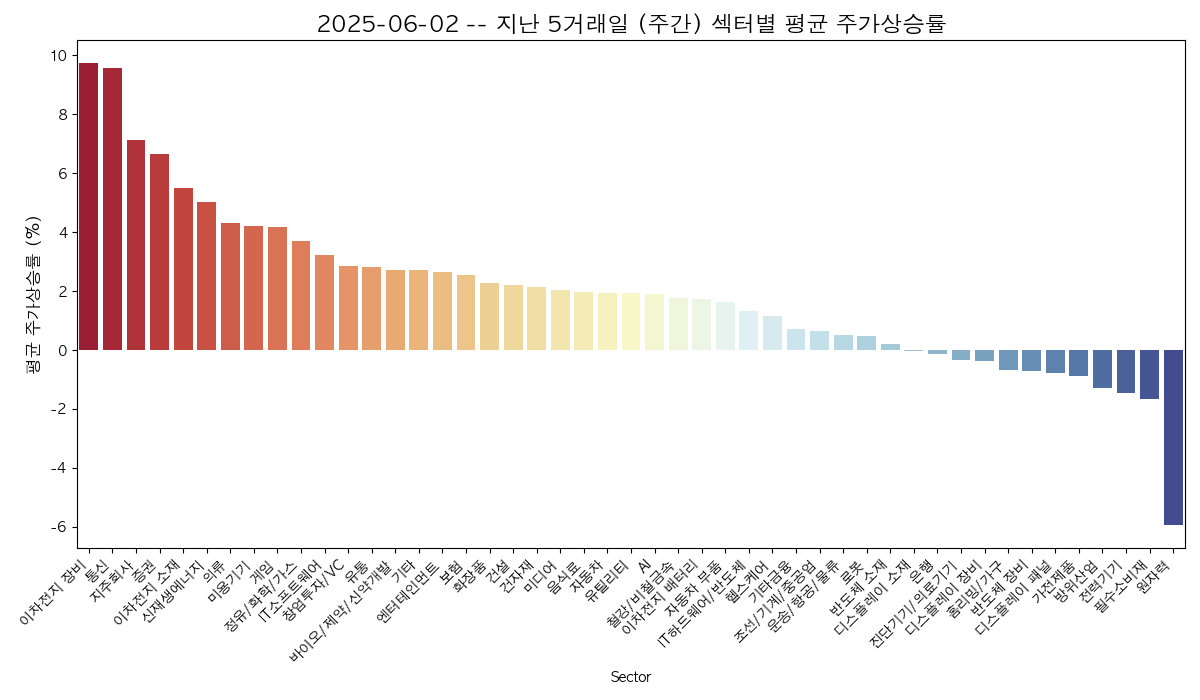 2025-06-02 -- 지난 5거래일 (주간) 섹터별 평균 주가상승률
평균 주가상승률 (%)
10
8
6
4
2
0
-2
-4
-6
이차전지 장비
통신
지주회사
증권
이차전지 소재
신재생에너지
의류
미용기기
게임
정유/화학/가스
IT소프트웨어
창업투자/VC
유통
바이오/제약/신약개발
기타
엔터테인먼트
보험
화장품
건설
건자재
미디어
음식료
자동차
유틸리티
AI
철강/비철금속
이차전지 배터리
자동차 부품
IT하드웨어/반도체
헬스케어
기타금융
조선/기계/중공업
운송/항공/물류
로봇
반도체 소재
디스플레이 소재
은행
진단기기/의료기기
디스플레이 장비
홈리빙/가구
반도체 장비
디스플레이 패널
가전제품
방위산업
전력기기
필수소비재
원자력
Sector